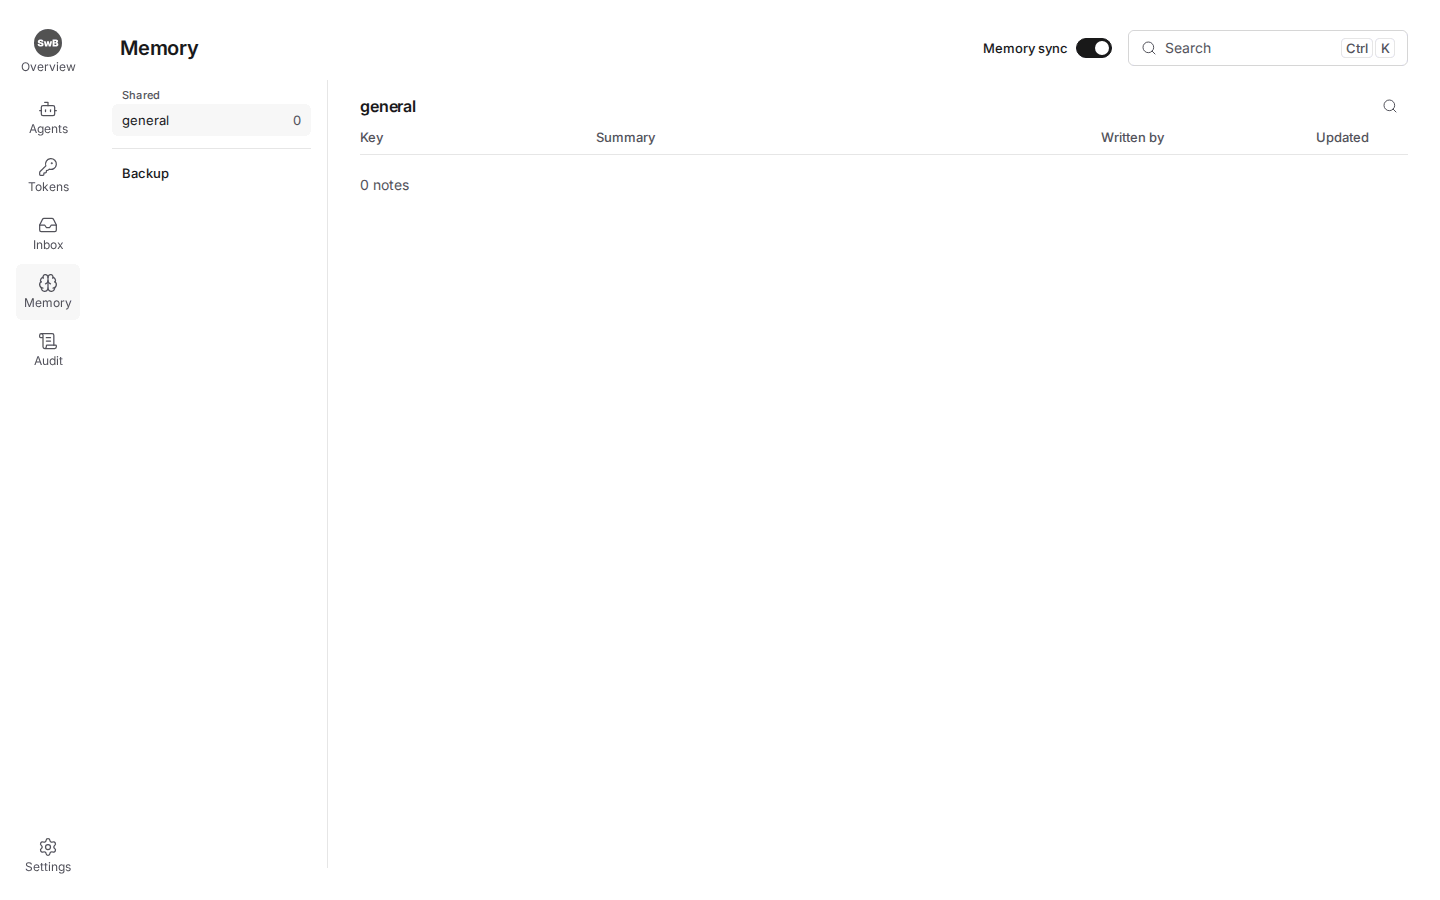 SwB
Overview
Agents
Tokens
Inbox
Memory
Audit
Settings
Memory
Memory sync
Search
Ctrl K
Shared
general 0
Backup
general
Key Summary Written by Updated
0 notes